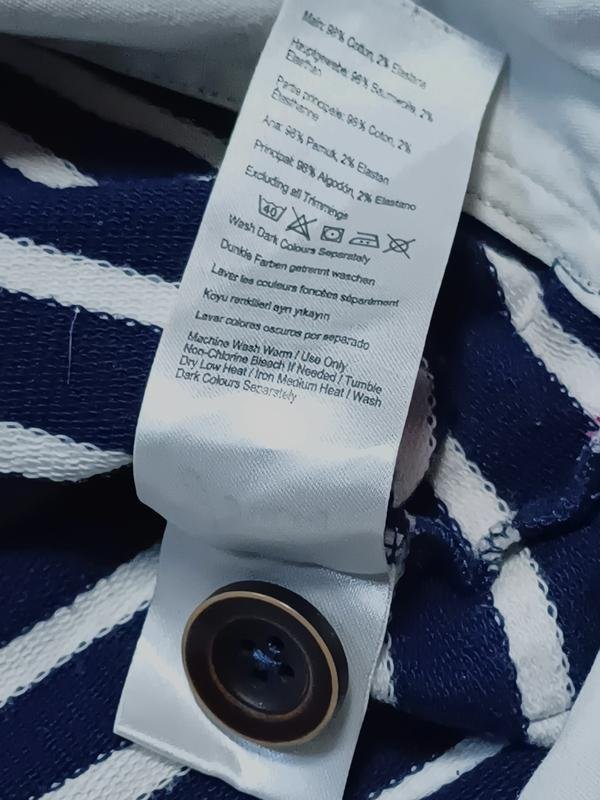 Main: 98% Cotton, 2% Elastane
Hauptgewebe: 98% Baumwolle, 2%
Elasthan
Partie principale: 98% Coton, 2%
Élasthanne
Ana: 98% Pamuk, 2% Elastan
Principal: 98% Algodón, 2% Elastano
Excluding all Trimmings
40
Wash Dark Colours Separately
Dunkle Farben getrennt waschen
Laver les couleurs foncées séparément
Koyu renklileri ayrı yıkayın
Lavar colores oscuros por separado
Machine Wash Warm / Use Only
Non-Chlorine Bleach If Needed / Tumble
Dry Low Heat / Iron Medium Heat / Wash
Dark Colours Separately